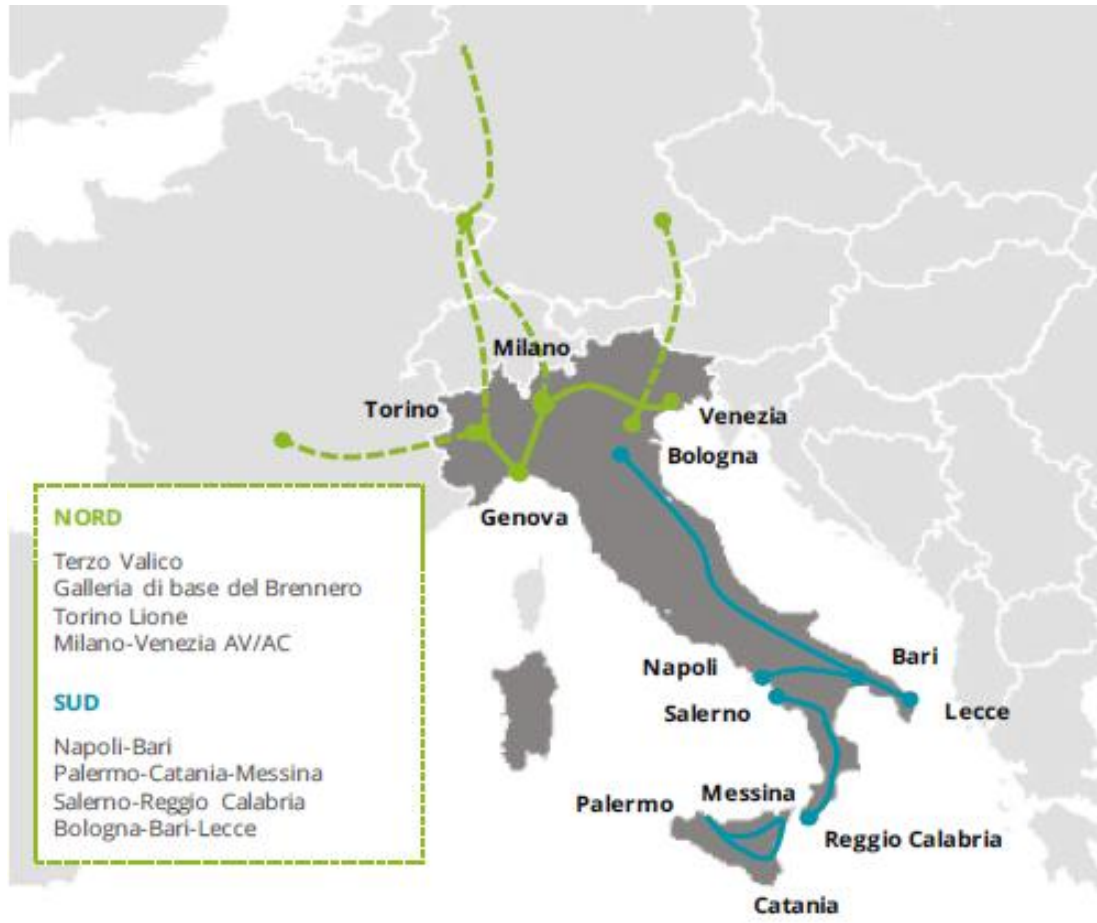 Milano
Torino
Venezia
Bologna
Genova
NORD
Terzo Valico
Galleria di base del Brennero
Torino Lione
Milano-Venezia AV/AC
SUD
Napoli-Bari
Palermo-Catania-Messina
Salerno-Reggio Calabria
Bologna-Bari-Lecce
Napoli
Bari
Salerno
Lecce
Palermo
Messina
Reggio Calabria
Catania